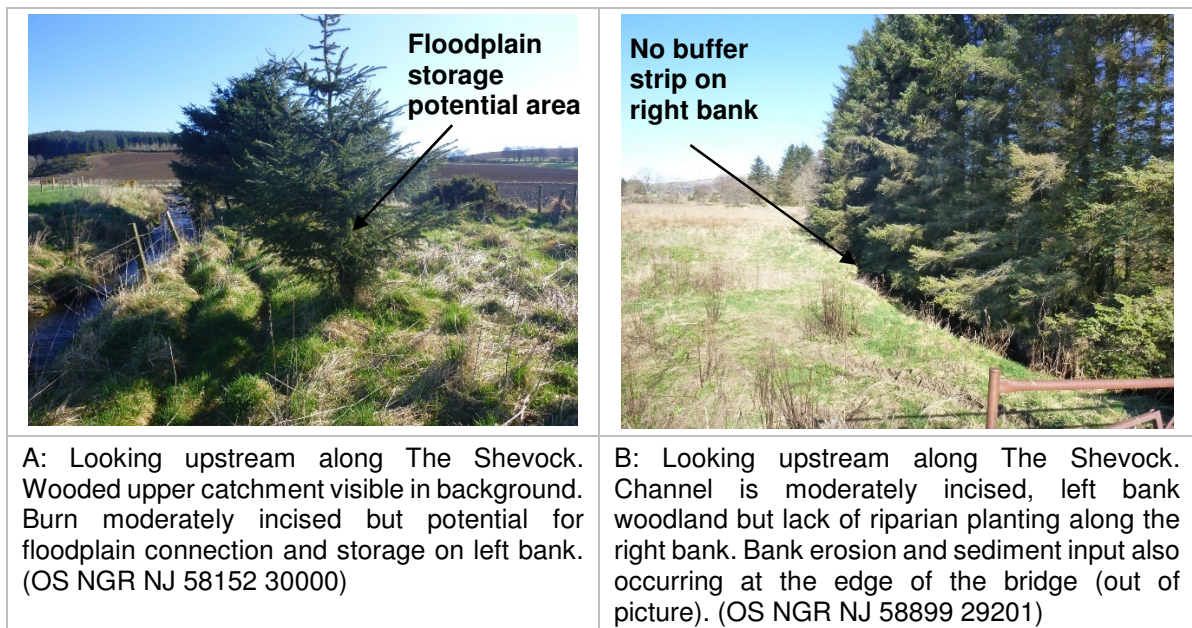 Floodplain
storage
potential area
No buffer
strip on
right bank
A: Looking upstream along The Shevock.
Wooded upper catchment visible in background.
Burn moderately incised but potential for
floodplain connection and storage on left bank.
(OS NGR NJ 58152 30000)
B: Looking upstream along The Shevock.
Channel is moderately incised, left bank
woodland but lack of riparian planting along the
right bank. Bank erosion and sediment input also
occurring at the edge of the bridge (out of
picture). (OS NGR NJ 58899 29201)